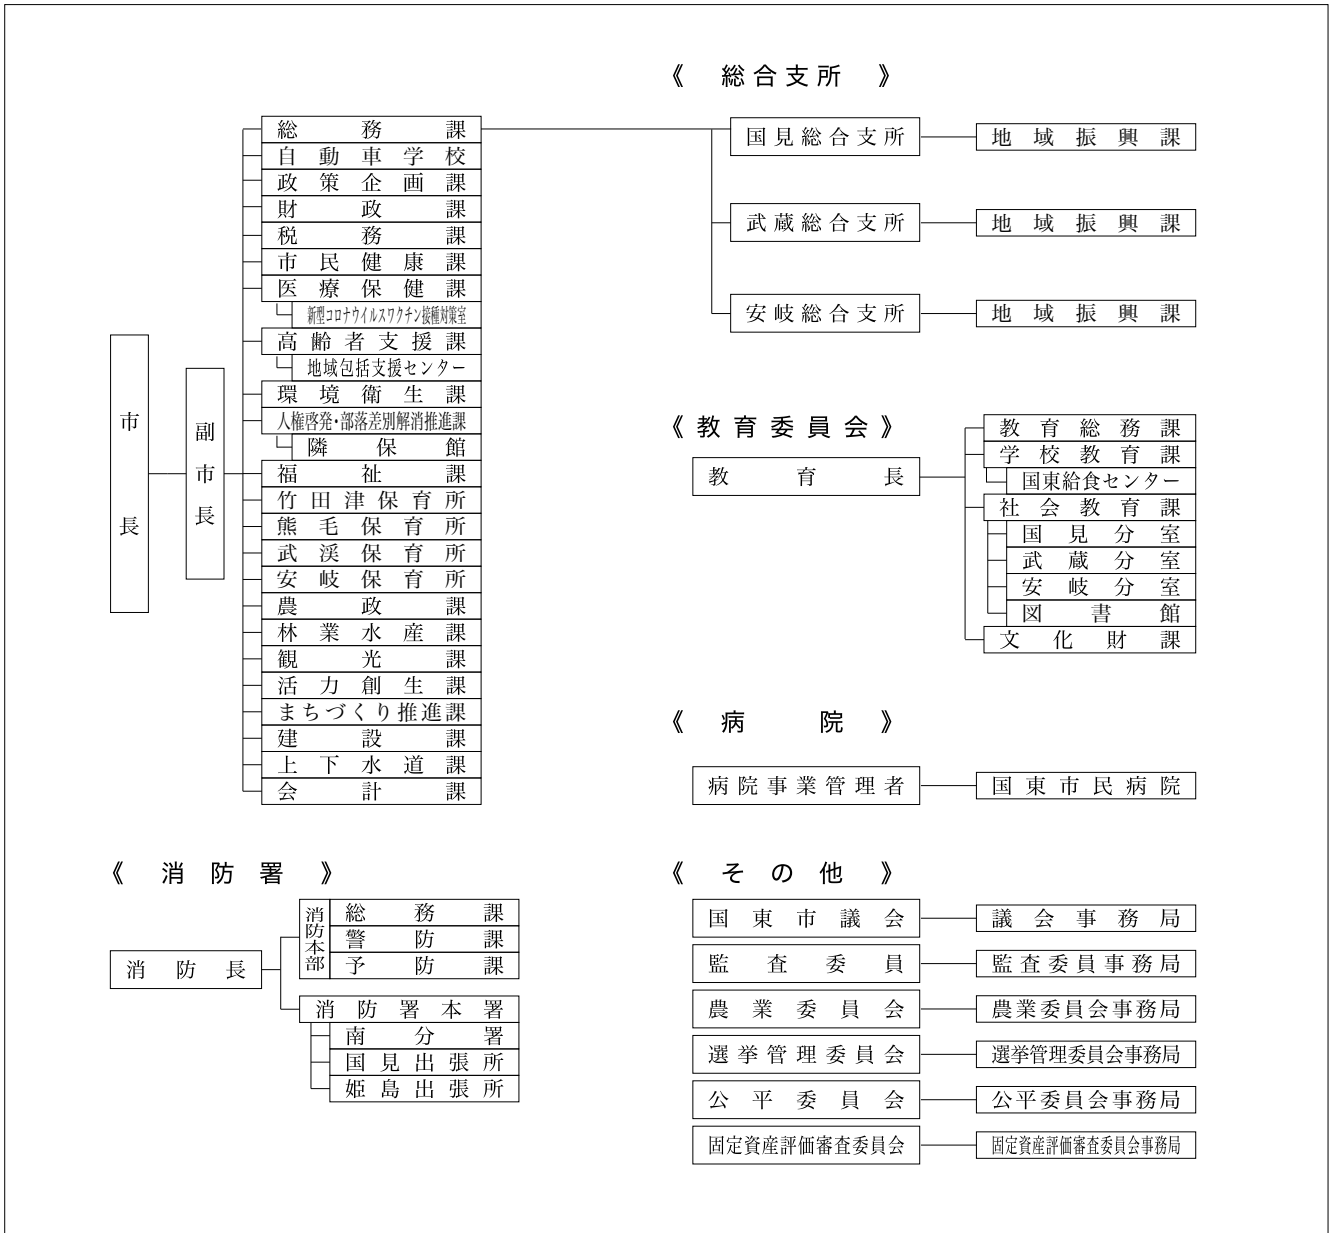 市長
副市長
総務課
自動車学校
政策企画課
財政課
税務課
市民健康課
医療保健課
新型コロナウイルスワクチン接種対策室
高齢者支援課
地域包括支援センター
環境衛生課
人権啓発・部落差別解消推進課
隣保館
福祉課
竹田津保育所
熊毛保育所
武渓保育所
安岐保育所
農政課
林業水産課
観光課
活力創生課
まちづくり推進課
建設課
上下水道課
会計課
《 総合支所 》
国見総合支所 地域振興課
武蔵総合支所 地域振興課
安岐総合支所 地域振興課
《教育委員会》
教育長
教育総務課
学校教育課
国東給食センター
社会教育課
国見分室
武蔵分室
安岐分室
図書館
文化財課
《 病院 》
病院事業管理者 国東市民病院
《 消防署 》
消防長
消防本部
総務課
警防課
予防課
消防署本署
南分署
国見出張所
姫島出張所
《 その他 》
国東市議会 議会事務局
監査委員 監査委員事務局
農業委員会 農業委員会事務局
選挙管理委員会 選挙管理委員会事務局
公平委員会 公平委員会事務局
固定資産評価審査委員会 固定資産評価審査委員会事務局